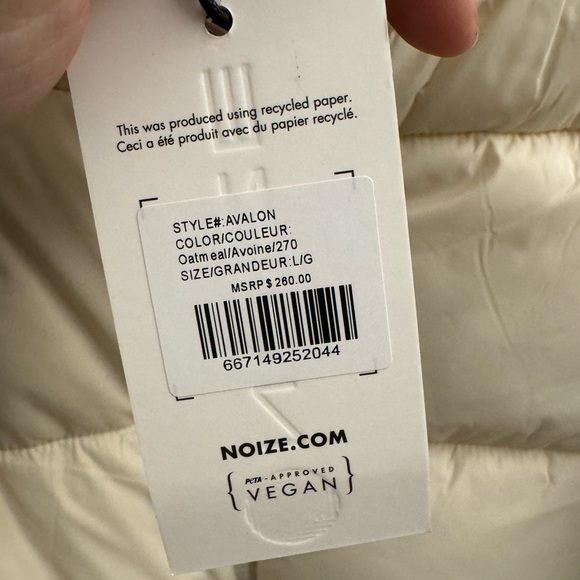 This was produced using recycled paper.
Ceci a été produit avec du papier recyclé.
STYLE#:AVALON
COLOR/COULEUR:
Oatmeal/Avoine/270
SIZE/GRANDEUR:L/G
MSRP$ 260.00
667149252044
NOIZE.COM
PETA-APPROVED
VEGAN